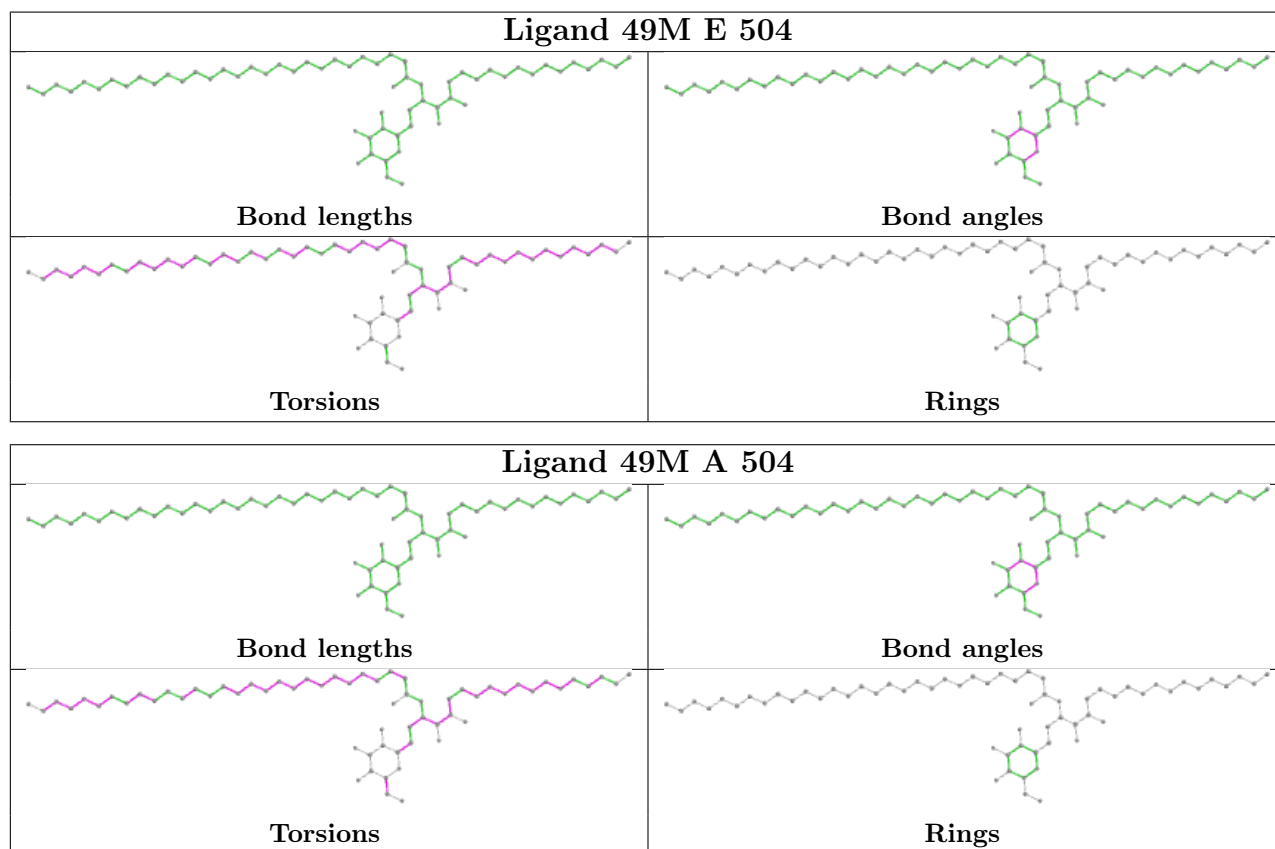 Ligand 49M E 504
Bond lengths
Bond angles
Torsions
Rings
Ligand 49M A 504
Bond lengths
Bond angles
Torsions
Rings